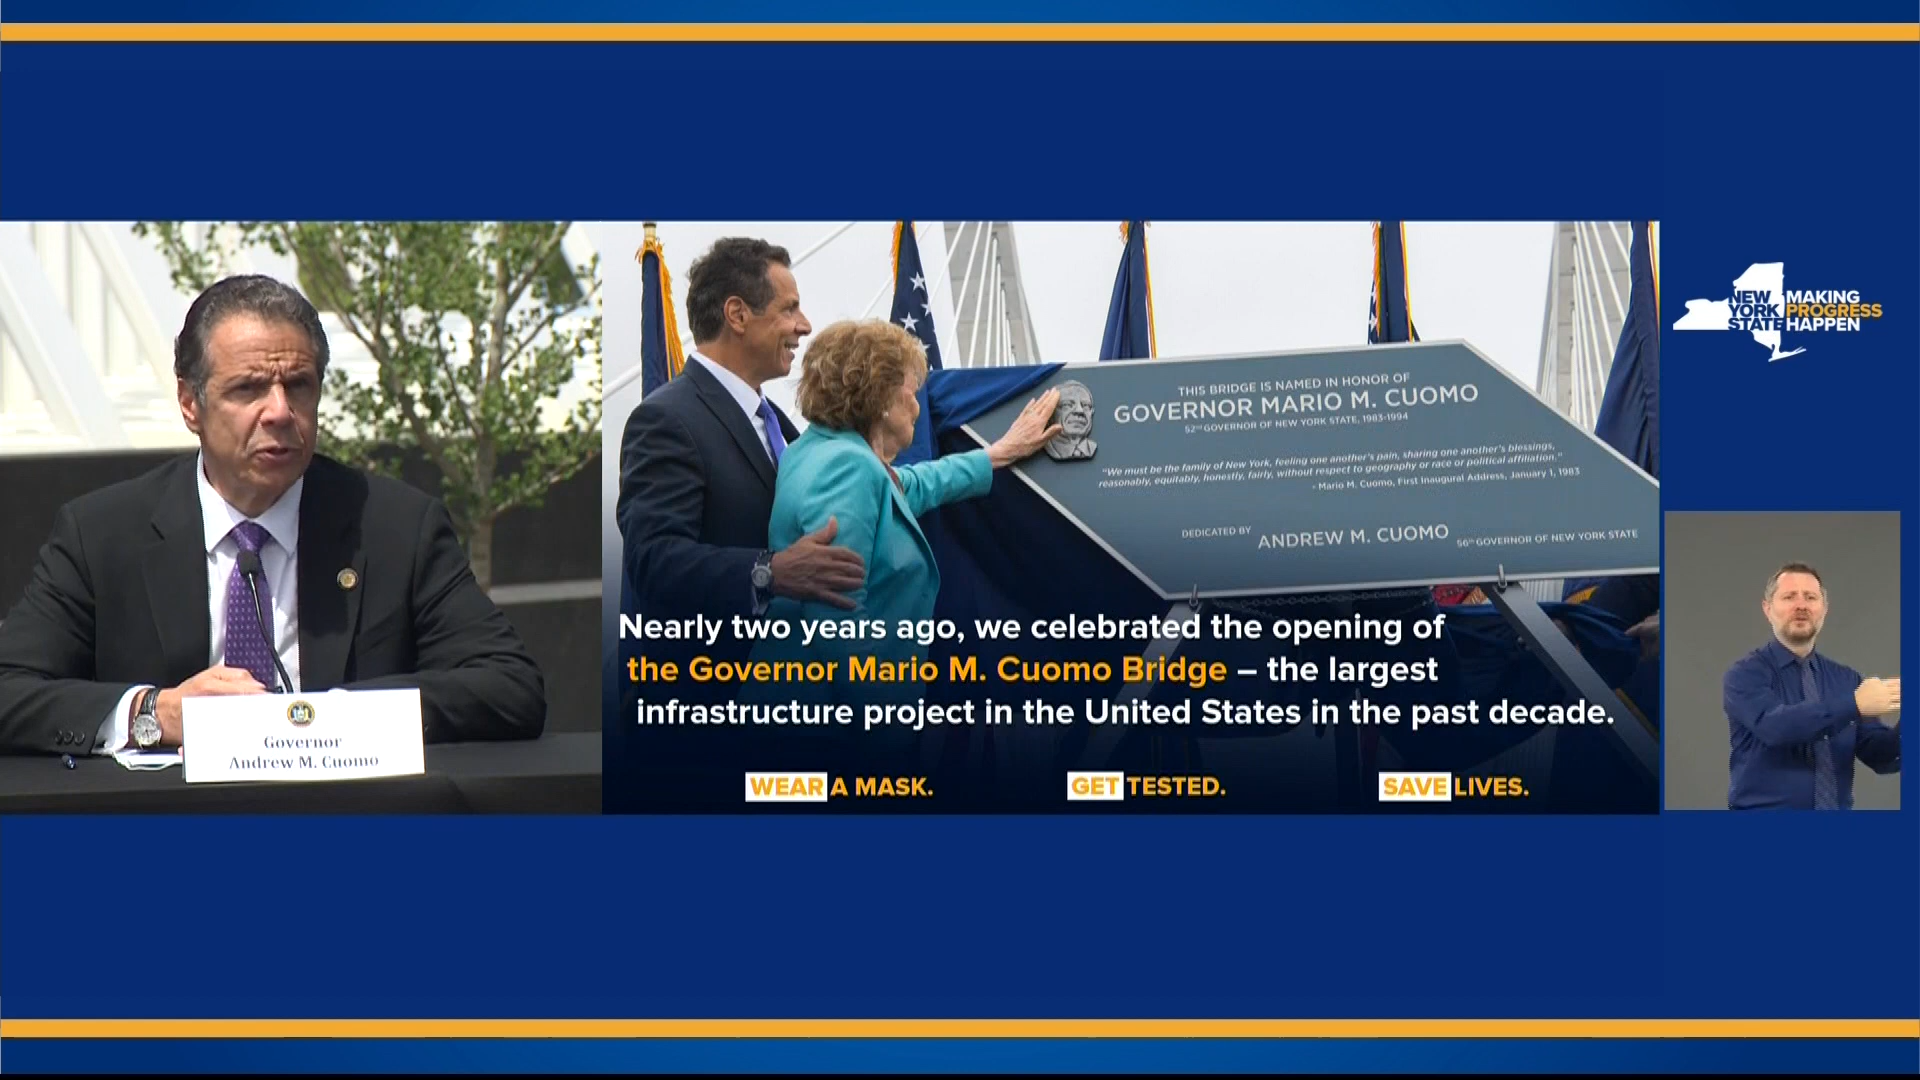 Governor
Andrew M. Cuomo
THIS BRIDGE IS NAMED IN HONOR OF
GOVERNOR MARIO M. CUOMO
52nd GOVERNOR OF NEW YORK STATE, 1983-1994
"We must be the family of New York, feeling one another's pain, sharing one another's blessings,
reasonably, equitably, honestly, fairly, without respect to geography or race or political affiliation."
- Mario M. Cuomo, First Inaugural Address, January 1, 1983
DEDICATED BY ANDREW M. CUOMO 56th GOVERNOR OF NEW YORK STATE
Nearly two years ago, we celebrated the opening of
the Governor Mario M. Cuomo Bridge – the largest
infrastructure project in the United States in the past decade.
WEAR A MASK. GET TESTED. SAVE LIVES.
NEW YORK STATE
MAKING
PROGRESS
HAPPEN